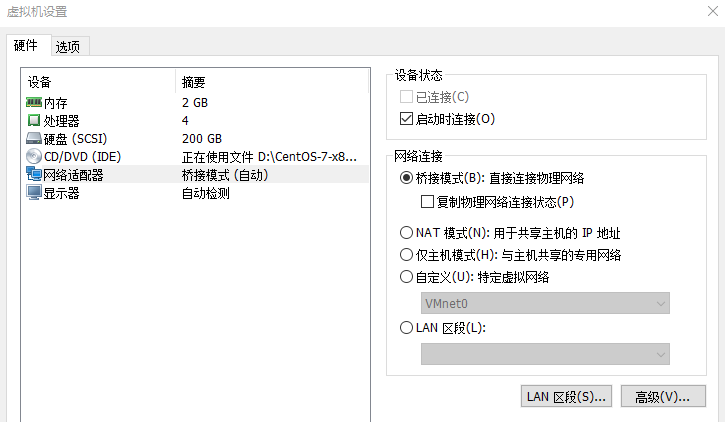 虚拟机设置
硬件 选项
设备 摘要
内存 2 GB
处理器 4
硬盘 (SCSI) 200 GB
CD/DVD (IDE) 正在使用文件 D:\CentOS-7-x8...
网络适配器 桥接模式 (自动)
显示器 自动检测
设备状态
已连接(C)
启动时连接(O)
网络连接
桥接模式(B): 直接连接物理网络
复制物理网络连接状态(P)
NAT 模式(N): 用于共享主机的 IP 地址
仅主机模式(H): 与主机共享的专用网络
自定义(U): 特定虚拟网络
VMnet0
LAN 区段(L):
LAN 区段(S)... 高级(V)...